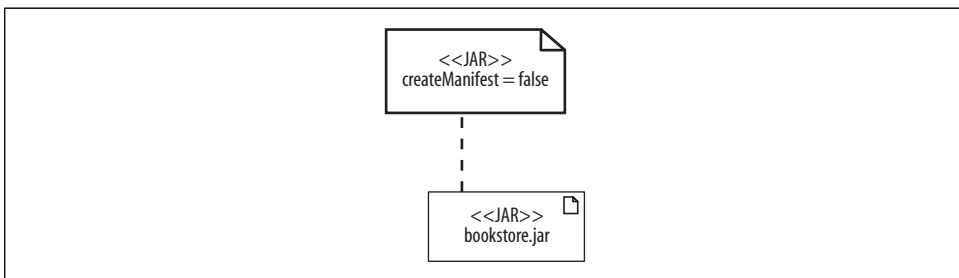 <<JAR>>
createManifest = false
<<JAR>>
bookstore.jar